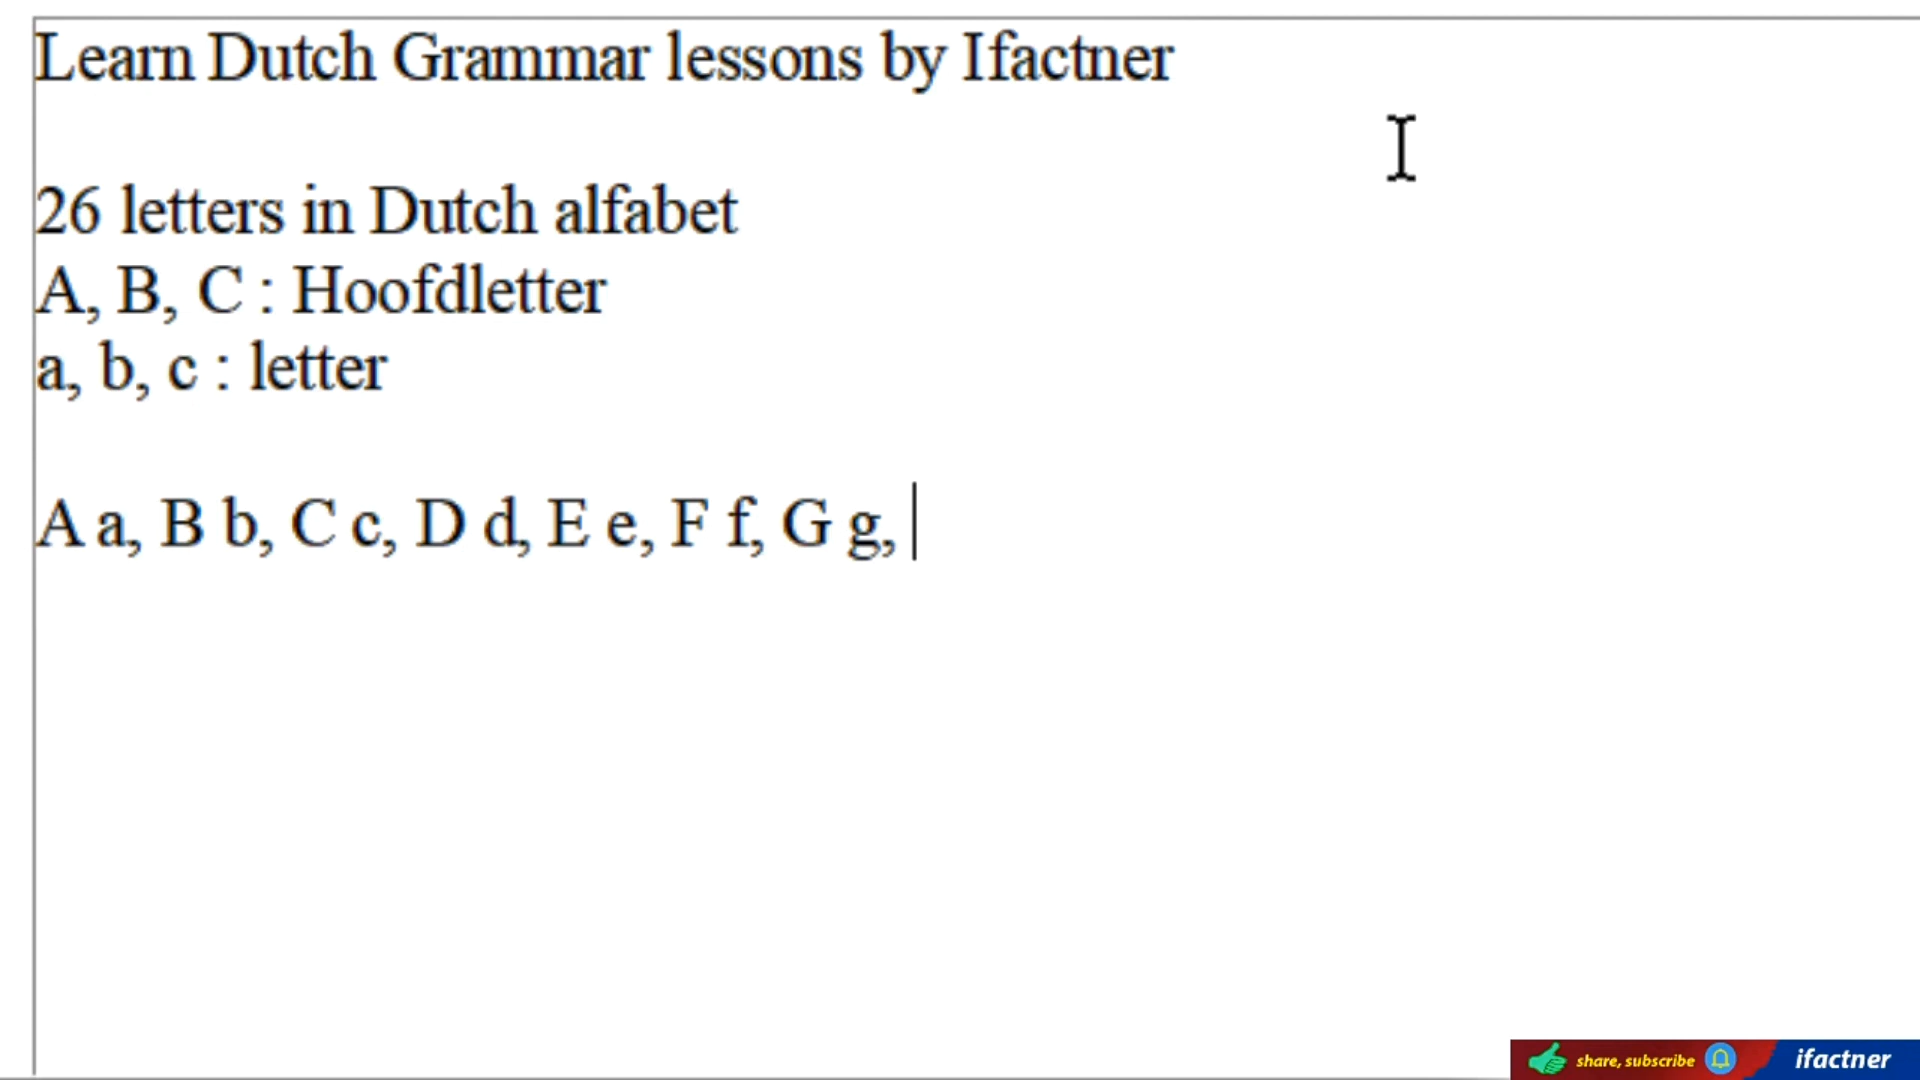 Learn Dutch Grammar lessons by Ifactner
26 letters in Dutch alfabet
A, B, C : Hoofdletter
a, b, c : letter
A a, B b, C c, D d, E e, F f, G g,
share, subscribe
ifactner